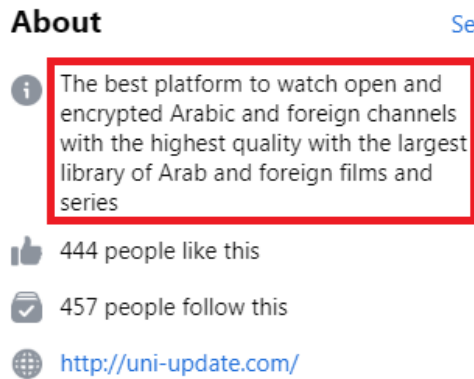 About
Se
The best platform to watch open and
encrypted Arabic and foreign channels
with the highest quality with the largest
library of Arab and foreign films and
series
444 people like this
457 people follow this
http://uni-update.com/